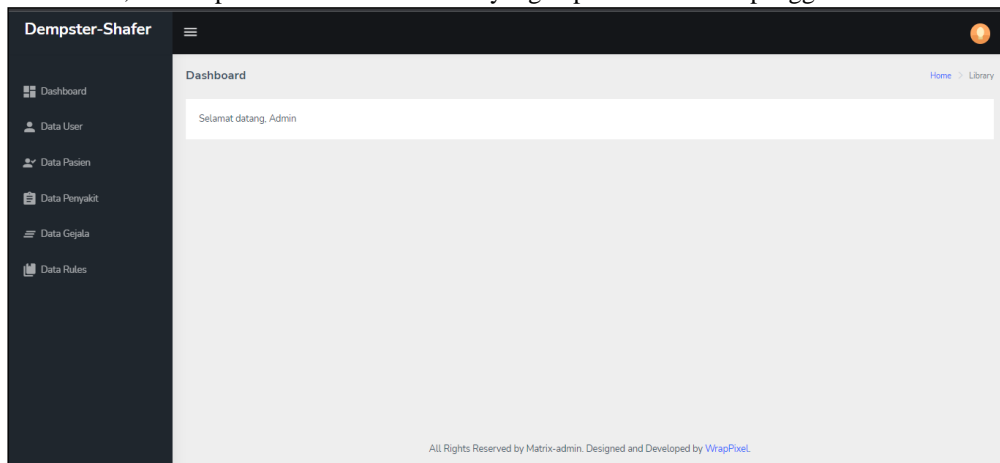 Dempster-Shafer
Dashboard
Home > Library
Dashboard
Data User
Selamat datang, Admin
Data Pasien
Data Penyakit
Data Gejala
Data Rules
All Rights Reserved by Matrix-admin. Designed and Developed by WrapPixel.